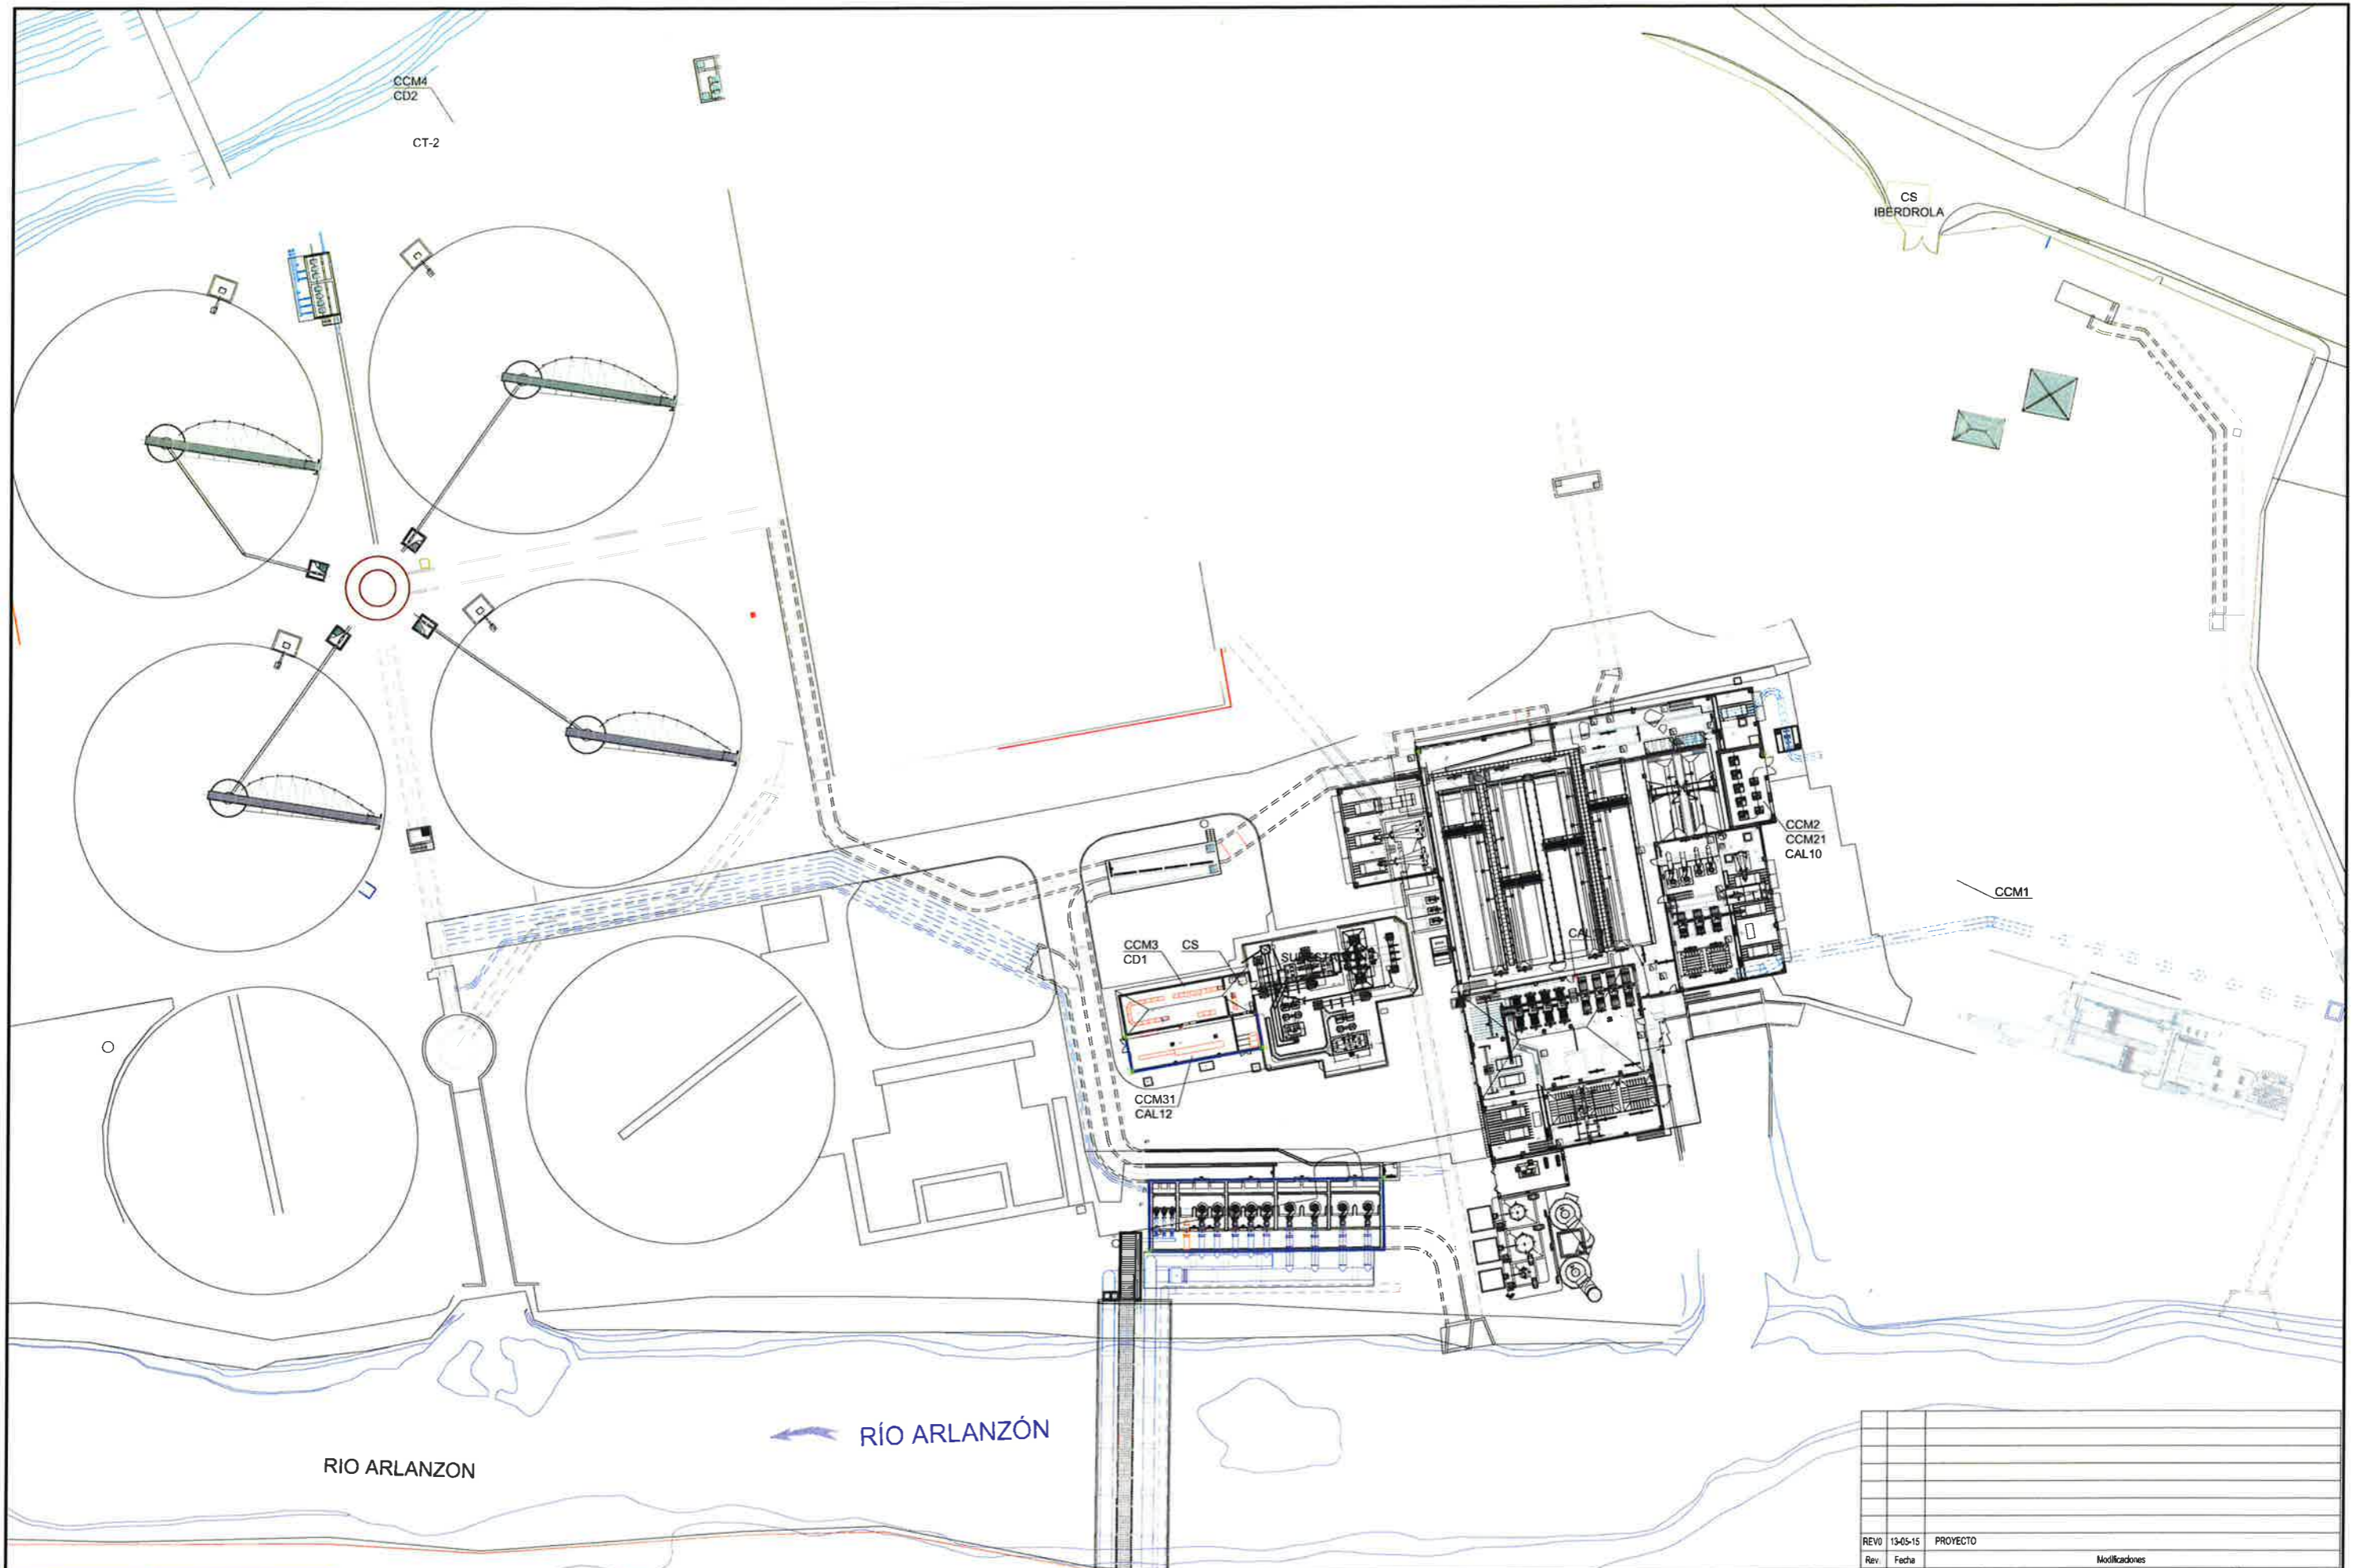 CCM4
CD2
CT-2
CS
IBERDROLA
CCM2
CCM21
CAL10
CCM1
CCM3
CD1
CS
CCM31
CAL12
RÍO ARLANZÓN
RIO ARLANZON
REV0 13-05-15 PROYECTO
Rev. Fecha Modificaciones